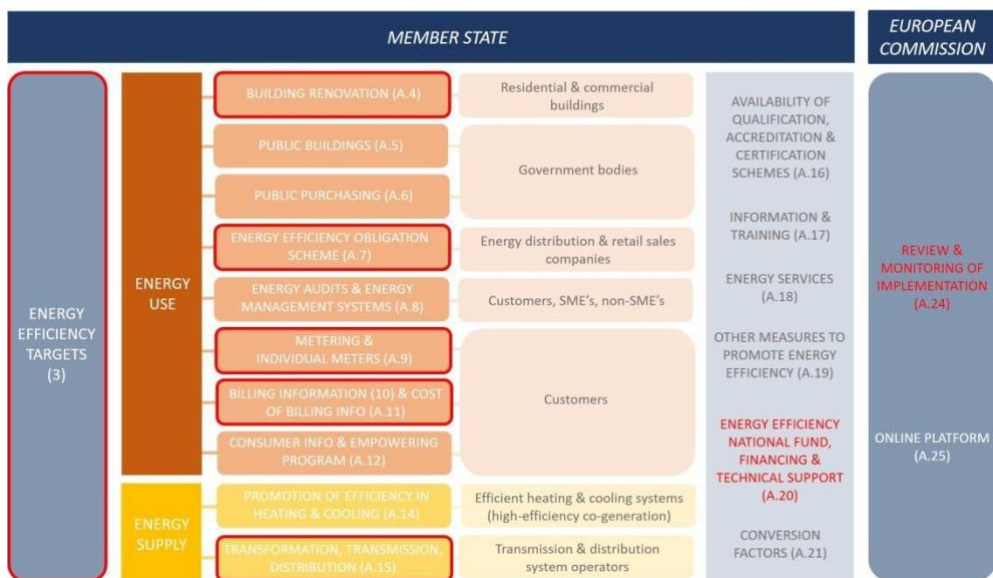 MEMBER STATE
EUROPEAN
COMMISSION
ENERGY
EFFICIENCY
TARGETS
(3)
ENERGY
USE
BUILDING RENOVATION (A.4)
Residential & commercial
buildings
PUBLIC BUILDINGS (A.5)
PUBLIC PURCHASING (A.6)
Government bodies
ENERGY EFFICIENCY OBLIGATION
SCHEME (A.7)
Energy distribution & retail sales
companies
ENERGY AUDITS & ENERGY
MANAGEMENT SYSTEMS (A.8)
Customers, SME's, non-SME's
METERING &
INDIVIDUAL METERS (A.9)
BILLING INFORMATION (10) & COST
OF BILLING INFO (A.11)
CONSUMER INFO & EMPOWERING
PROGRAM (A.12)
Customers
ENERGY
SUPPLY
PROMOTION OF EFFICIENCY IN
HEATING & COOLING (A.14)
Efficient heating & cooling systems
(high-efficiency co-generation)
TRANSFORMATION, TRANSMISSION,
DISTRIBUTION (A.15)
Transmission & distribution
system operators
AVAILABILITY OF
QUALIFICATION,
ACCREDITATION &
CERTIFICATION
SCHEMES (A.16)
INFORMATION &
TRAINING (A.17)
ENERGY SERVICES
(A.18)
OTHER MEASURES TO
PROMOTE ENERGY
EFFICIENCY (A.19)
ENERGY EFFICIENCY
NATIONAL FUND,
FINANCING &
TECHNICAL SUPPORT
(A.20)
CONVERSION
FACTORS (A.21)
REVIEW &
MONITORING OF
IMPLEMENTATION
(A.24)
ONLINE PLATFORM
(A.25)